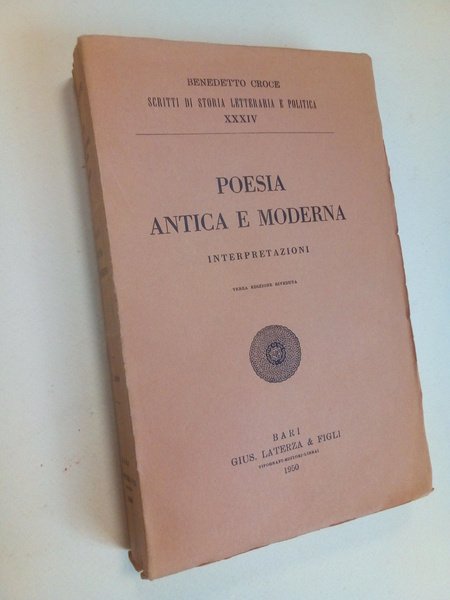 BENEDETTO CROCE
SCRITTI DI STORIA LETTERARIA E POLITICA
XXXIV
POESIA
ANTICA E MODERNA
INTERPRETAZIONI
TERZA EDIZIONE RIVEDUTA
BARI
GIUS. LATERZA & FIGLI
TIPOGRAFI-EDITORI-LIBRAI
1950